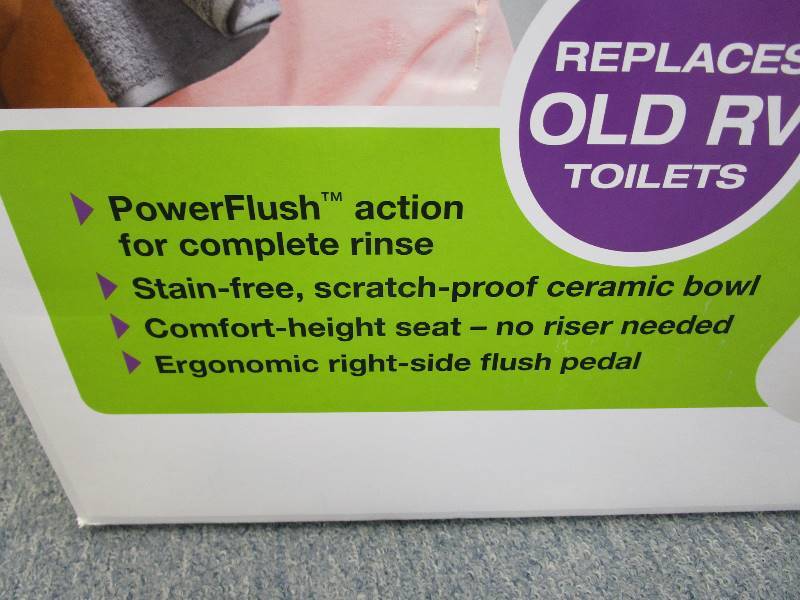 REPLACES
OLD RV
TOILETS
PowerFlush™ action
for complete rinse
Stain-free, scratch-proof ceramic bowl
Comfort-height seat – no riser needed
Ergonomic right-side flush pedal